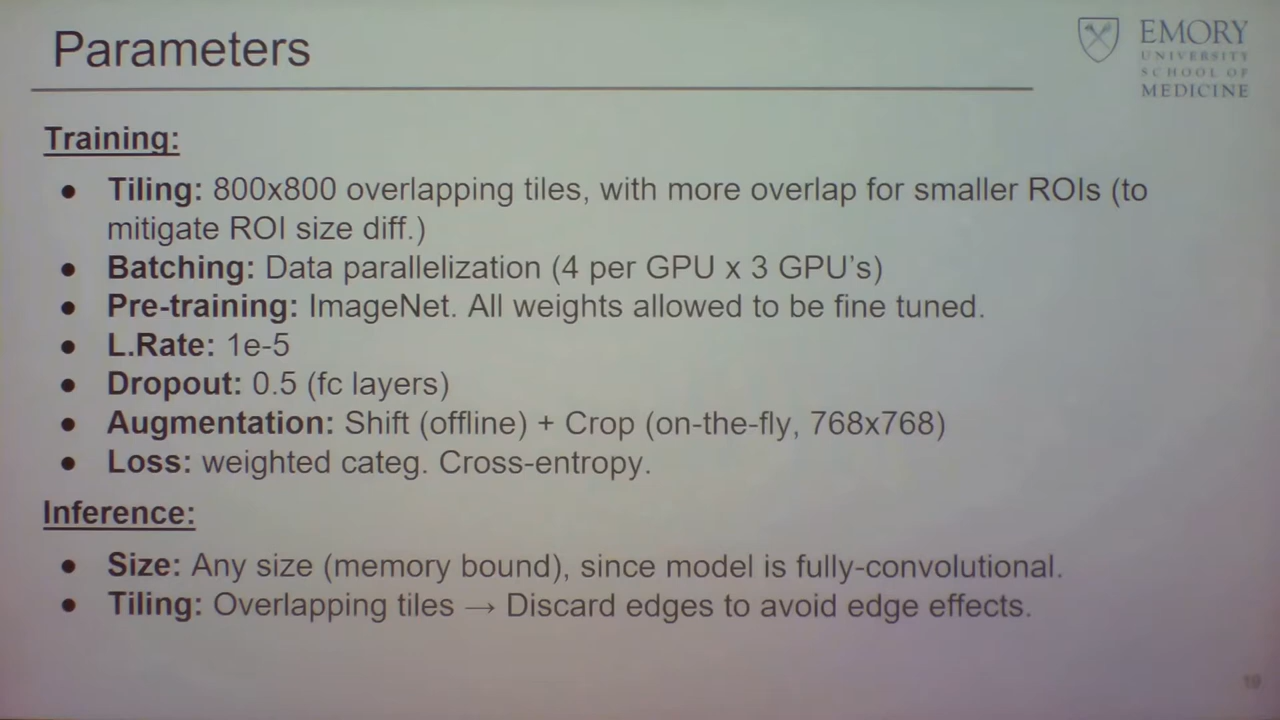 Parameters
EMORY
UNIVERSITY
SCHOOL OF
MEDICINE
Training:
● Tiling: 800x800 overlapping tiles, with more overlap for smaller ROIs (to
mitigate ROI size diff.)
● Batching: Data parallelization (4 per GPU x 3 GPU's)
● Pre-training: ImageNet. All weights allowed to be fine tuned.
● L.Rate: 1e-5
● Dropout: 0.5 (fc layers)
● Augmentation: Shift (offline) + Crop (on-the-fly, 768x768)
● Loss: weighted categ. Cross-entropy.
Inference:
● Size: Any size (memory bound), since model is fully-convolutional.
● Tiling: Overlapping tiles → Discard edges to avoid edge effects.